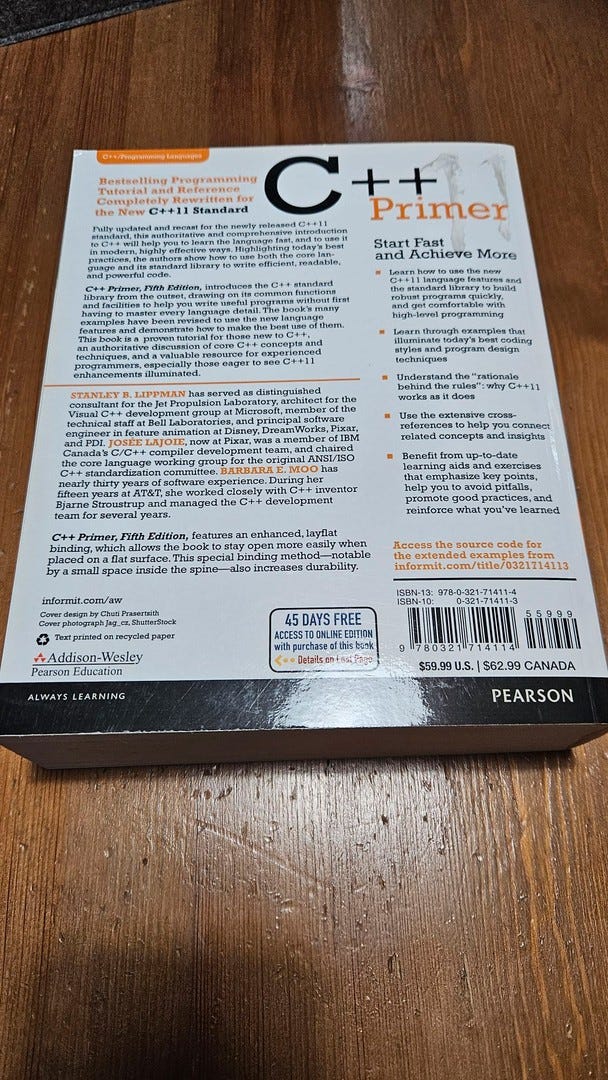 C++/Programming Languages
Bestselling Programming
Tutorial and Reference
Completely Rewritten for
the New C++11 Standard
C++
11
Primer
Fully updated and recast for the newly released C++11
standard, this authoritative and comprehensive introduction
to C++ will help you to learn the language fast, and to use it
in modern, highly effective ways. Highlighting today's best
practices, the authors show how to use both the core lan-
guage and its standard library to write efficient, readable,
and powerful code.
C++ Primer, Fifth Edition, introduces the C++ standard
library from the outset, drawing on its common functions
and facilities to help you write useful programs without first
having to master every language detail. The book's many
examples have been revised to use the new language
features and demonstrate how to make the best use of them.
This book is a proven tutorial for those new to C++,
an authoritative discussion of core C++ concepts and
techniques, and a valuable resource for experienced
programmers, especially those eager to see C++11
enhancements illuminated.
STANLEY B. LIPPMAN has served as distinguished
consultant for the Jet Propulsion Laboratory, architect for the
Visual C++ development group at Microsoft, member of the
technical staff at Bell Laboratories, and principal software
engineer in feature animation at Disney, DreamWorks, Pixar,
and PDI. JOSÉE LAJOIE, now at Pixar, was a member of IBM
Canada's C/C++ compiler development team, and chaired
the core language working group for the original ANSI/ISO
C++ standardization committee. BARBARA E. MOO has
nearly thirty years of software experience. During her
fifteen years at AT&T, she worked closely with C++ inventor
Bjarne Stroustrup and managed the C++ development
team for several years.
C++ Primer, Fifth Edition, features an enhanced, layflat
binding, which allows the book to stay open more easily when
placed on a flat surface. This special binding method—notable
by a small space inside the spine—also increases durability.
Start Fast
and Achieve More
Learn how to use the new
C++11 language features and
the standard library to build
robust programs quickly,
and get comfortable with
high-level programming
Learn through examples that
illuminate today's best coding
styles and program design
techniques
Understand the "rationale
behind the rules": why C++11
works as it does
Use the extensive cross-
references to help you connect
related concepts and insights
Benefit from up-to-date
learning aids and exercises
that emphasize key points,
help you to avoid pitfalls,
promote good practices, and
reinforce what you've learned
Access the source code for
the extended examples from
informit.com/title/0321714113
informit.com/aw
Cover design by Chuti Prasertsith
Cover photograph Jag_cz, ShutterStock
Text printed on recycled paper
Addison-Wesley
Pearson Education
45 DAYS FREE
ACCESS TO ONLINE EDITION
with purchase of this book
Details on Last Page
ISBN-13: 978-0-321-71411-4
ISBN-10: 0-321-71411-3
55999
9 780321 714114
$59.99 U.S. | $62.99 CANADA
ALWAYS LEARNING
PEARSON